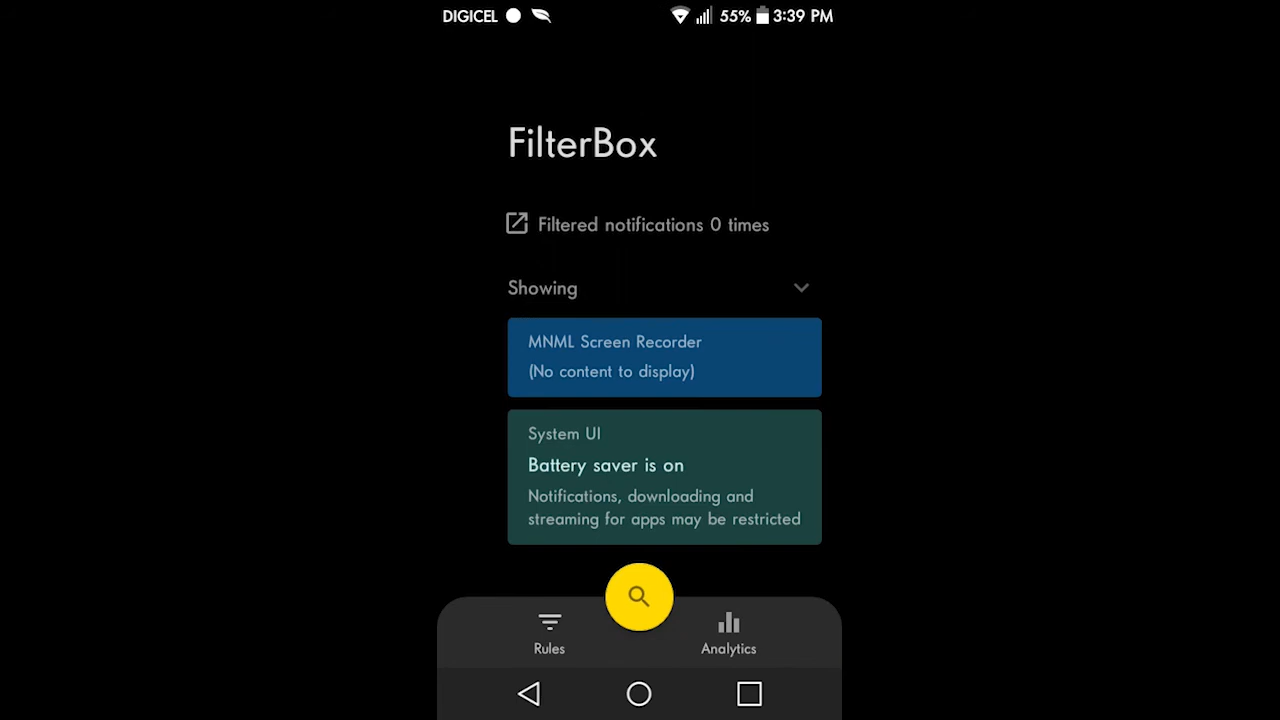 DIGICEL 55% 3:39 PM
FilterBox
Filtered notifications 0 times
Showing
MNML Screen Recorder
(No content to display)
System UI
Battery saver is on
Notifications, downloading and
streaming for apps may be restricted
Rules Analytics